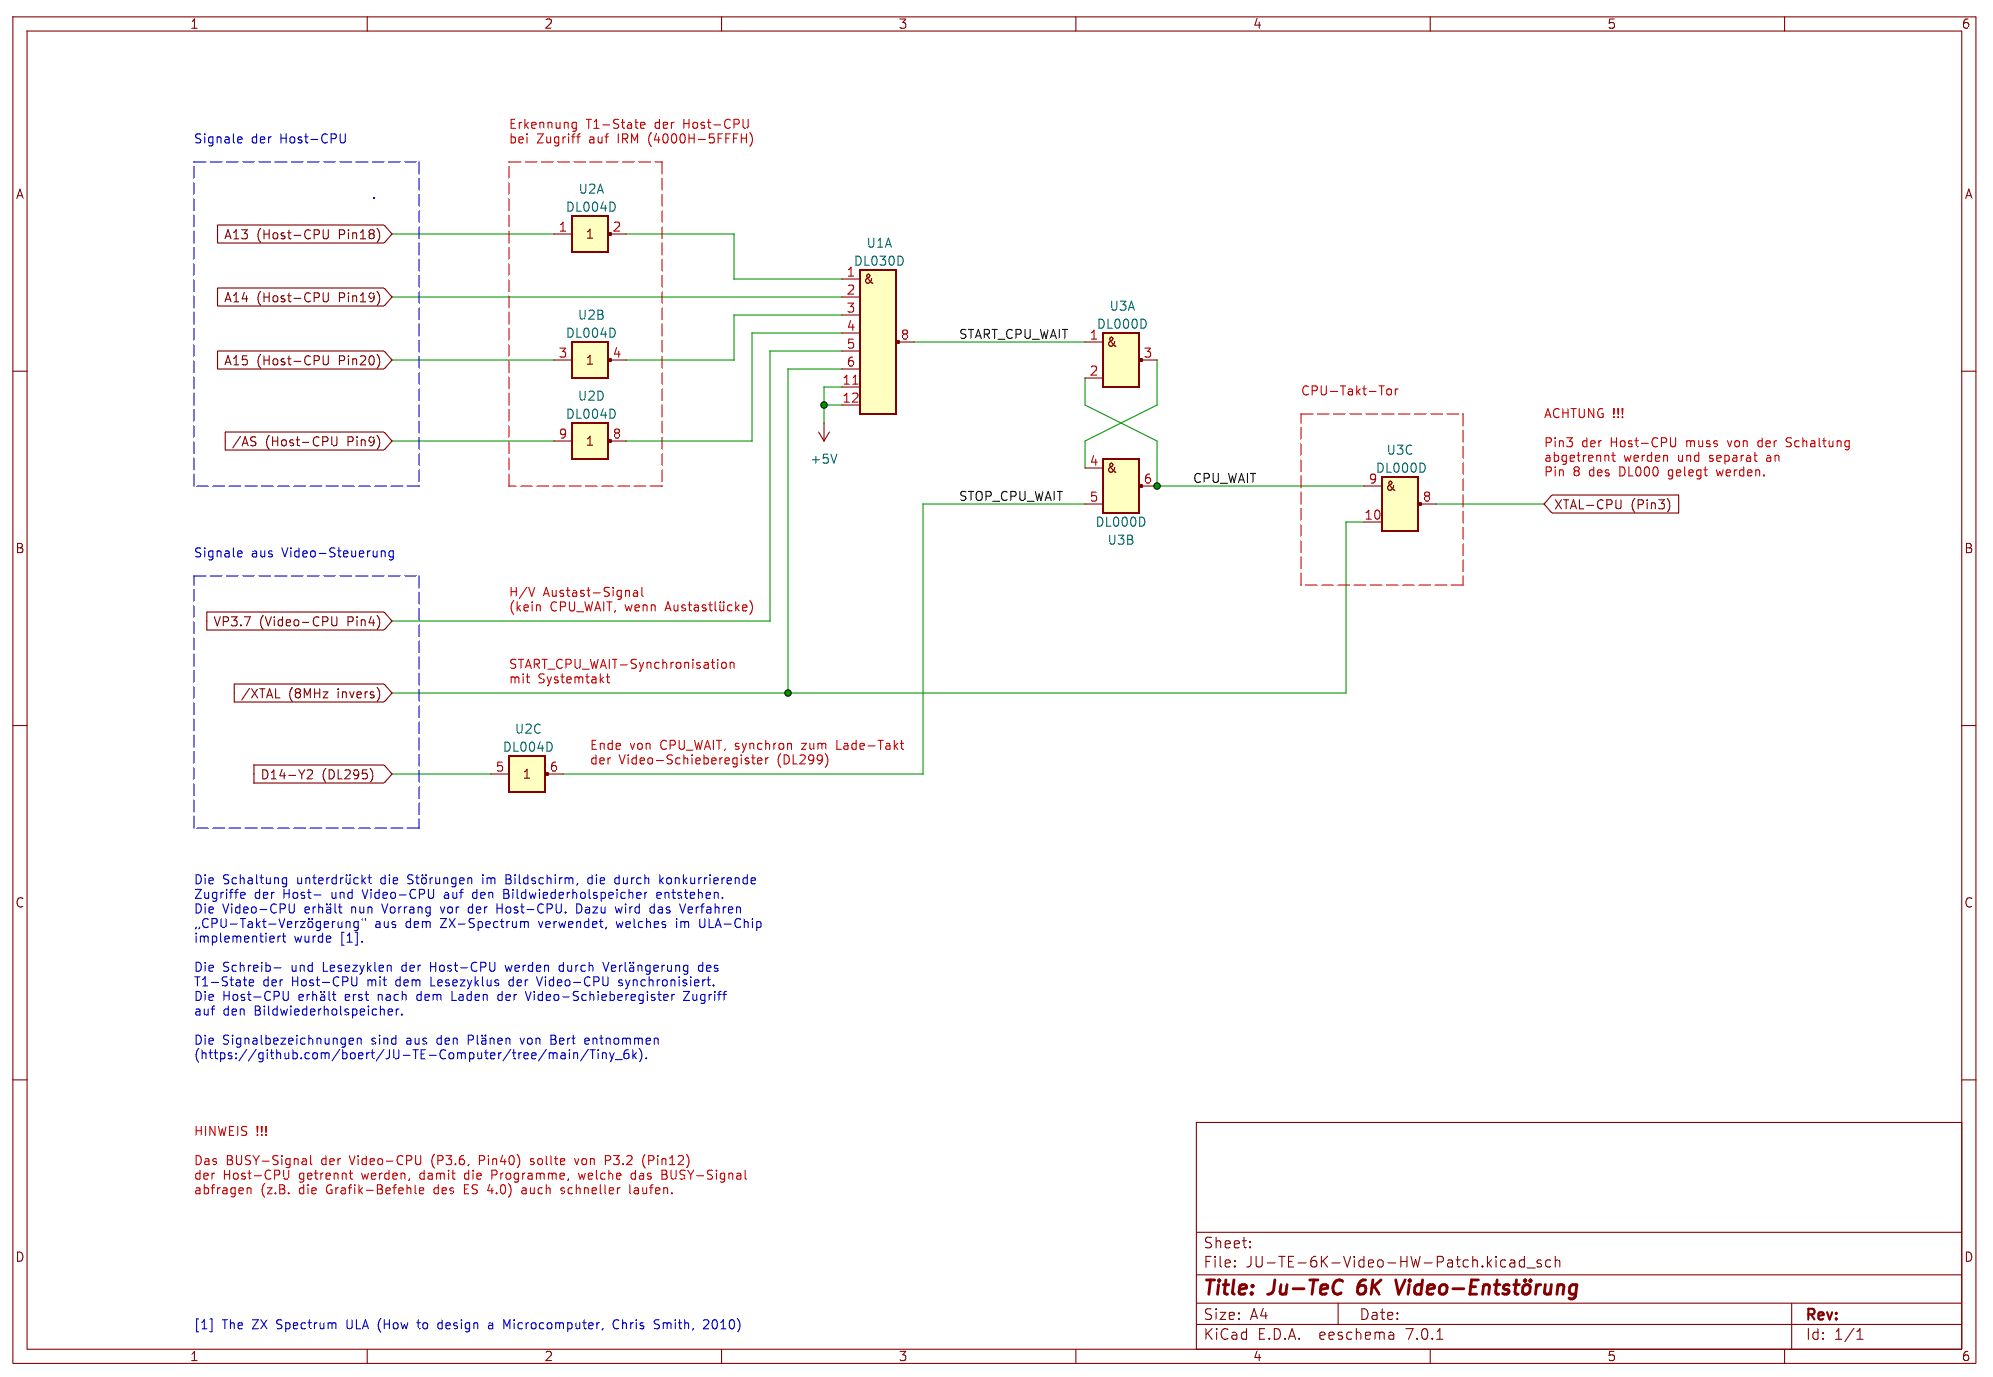 1 2 3 4 5 6
A
B
C
D
A
B
C
D
1 2 3 4 5 6
Signale der Host-CPU
A13 (Host-CPU Pin18)
A14 (Host-CPU Pin19)
A15 (Host-CPU Pin20)
/AS (Host-CPU Pin9)
Erkennung T1-State der Host-CPU
bei Zugriff auf IRM (4000H-5FFFH)
U2A
DL004D
1 1 2
U2B
DL004D
3 1 4
U2D
DL004D
9 1 8
U1A
DL030D
&
1
2
3
4
5
6
11
12
8
+5V
START_CPU_WAIT
U3A
DL000D
1 & 3
2
4 & 6
5
DL000D
U3B
STOP_CPU_WAIT
CPU_WAIT
CPU-Takt-Tor
U3C
DL000D
9 & 8
10
ACHTUNG !!!
Pin3 der Host-CPU muss von der Schaltung
abgetrennt werden und separat an
Pin 8 des DL000 gelegt werden.
XTAL-CPU (Pin3)
Signale aus Video-Steuerung
VP3.7 (Video-CPU Pin4)
/XTAL (8MHz invers)
D14-Y2 (DL295)
H/V Austast-Signal
(kein CPU_WAIT, wenn Austastlücke)
START_CPU_WAIT-Synchronisation
mit Systemtakt
U2C
DL004D
5 1 6
Ende von CPU_WAIT, synchron zum Lade-Takt
der Video-Schieberegister (DL299)
Die Schaltung unterdrückt die Störungen im Bildschirm, die durch konkurrierende
Zugriffe der Host- und Video-CPU auf den Bildwiederholspeicher entstehen.
Die Video-CPU erhält nun Vorrang vor der Host-CPU. Dazu wird das Verfahren
„CPU-Takt-Verzögerung“ aus dem ZX-Spectrum verwendet, welches im ULA-Chip
implementiert wurde [1].
Die Schreib- und Lesezyklen der Host-CPU werden durch Verlängerung des
T1-State der Host-CPU mit dem Lesezyklus der Video-CPU synchronisiert.
Die Host-CPU erhält erst nach dem Laden der Video-Schieberegister Zugriff
auf den Bildwiederholspeicher.
Die Signalbezeichnungen sind aus den Plänen von Bert entnommen
(https://github.com/boert/JU-TE-Computer/tree/main/Tiny_6k).
HINWEIS !!!
Das BUSY-Signal der Video-CPU (P3.6, Pin40) sollte von P3.2 (Pin12)
der Host-CPU getrennt werden, damit die Programme, welche das BUSY-Signal
abfragen (z.B. die Grafik-Befehle des ES 4.0) auch schneller laufen.
[1] The ZX Spectrum ULA (How to design a Microcomputer, Chris Smith, 2010)
Sheet:
File: JU-TE-6K-Video-HW-Patch.kicad_sch
Title: Ju-TeC 6K Video-Entstörung
Size: A4 Date: Rev:
KiCad E.D.A. eeschema 7.0.1 Id: 1/1